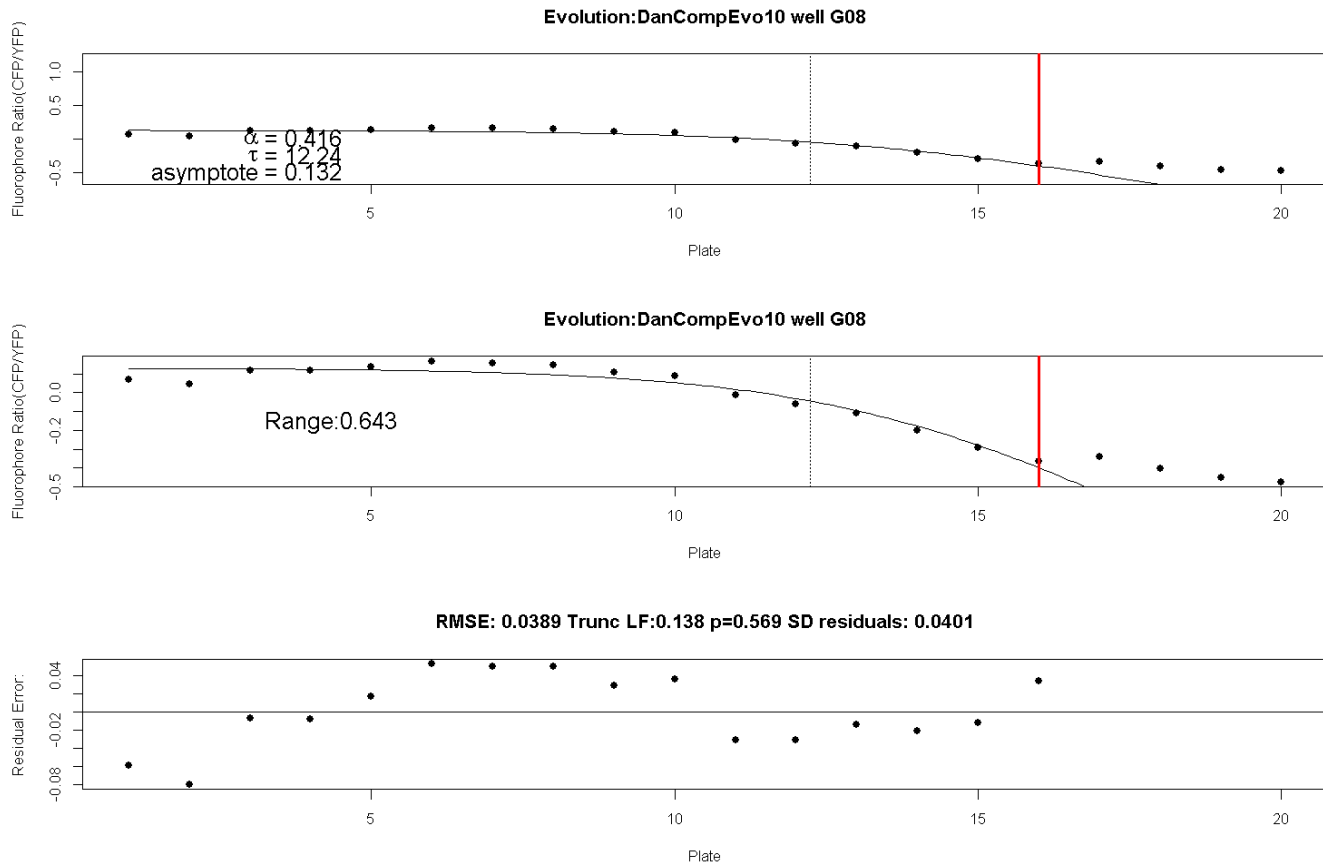 Evolution:DanCompEvo10 well G08
Fluorophore Ratio(CFP/YFP)
1.0
0.5
-0.5
α = 0.416
τ = 12.24
asymptote = 0.132
5 10 15 20
Plate
Evolution:DanCompEvo10 well G08
Fluorophore Ratio(CFP/YFP)
0.0
-0.2
-0.5
Range:0.643
5 10 15 20
Plate
RMSE: 0.0389 Trunc LF:0.138 p=0.569 SD residuals: 0.0401
Residual Error:
0.04
-0.02
-0.08
5 10 15 20
Plate